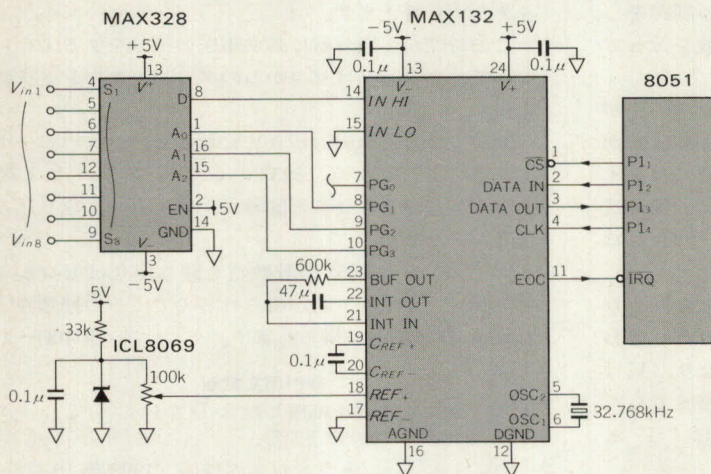 MAX328
MAX132
8051
+5V
13
V+
-5V
0.1μ
13
V-
+5V
24
0.1μ
V+
Vin1
4
S1
5
6
7
12
11
10
Vin8
9
S8
D
8
A0
1
A1
16
A2
15
EN
2
5V
GND
14
V-
3
-5V
14
IN HI
15
IN LO
7
PG0
8
PG1
9
PG2
10
PG3
600k
23
BUF OUT
47μ
22
INT OUT
21
INT IN
0.1μ
19
CREF+
20
CREF-
18
REF+
17
REF-
AGND
16
DGND
12
1
CS
2
DATA IN
3
DATA OUT
4
CLK
EOC
11
OSC2
5
OSC1
6
32.768kHz
P11
P12
P13
P14
IRQ
5V
33k
ICL8069
0.1μ
100k